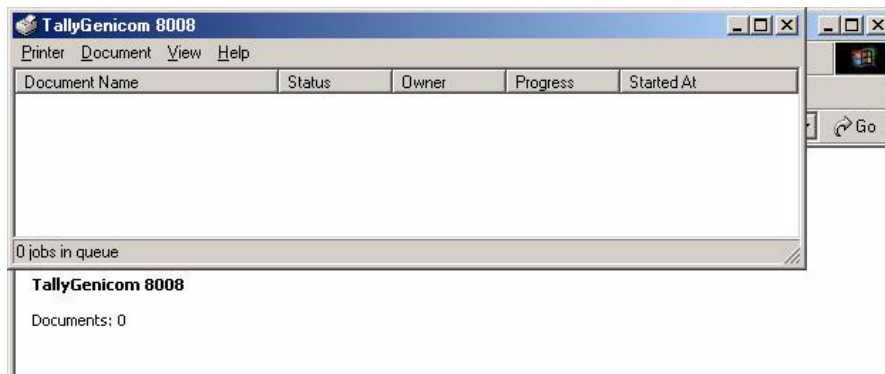 TallyGenicom 8008
Printer Document View Help
Document Name Status Owner Progress Started At
Go
0 jobs in queue
TallyGenicom 8008
Documents: 0